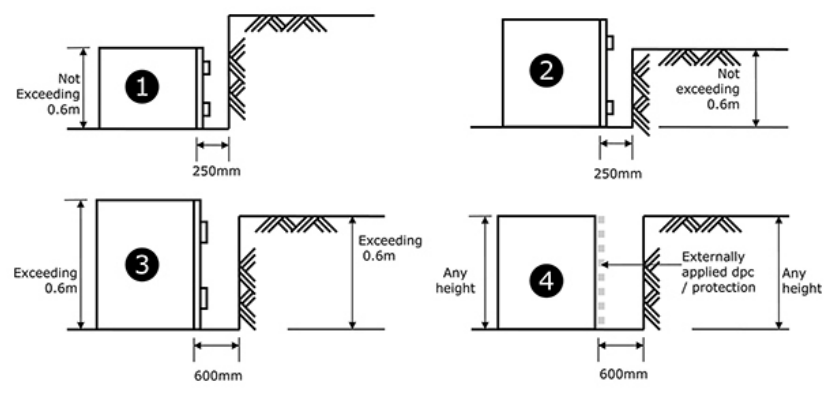 1
Not
Exceeding
0.6m
250mm
2
Not
exceeding
0.6m
250mm
3
Exceeding
0.6m
Exceeding
0.6m
600mm
4
Any
height
Externally
applied dpc
/ protection
Any
height
600mm